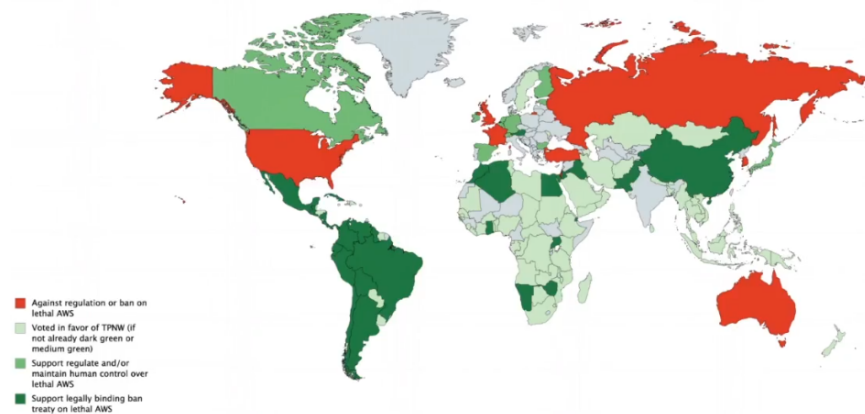 Against regulation or ban on
lethal AWS
Voted in favor of TPNW (if
not already dark green or
medium green)
Support regulate and/or
maintain human control over
lethal AWS
Support legally binding ban
treaty on lethal AWS